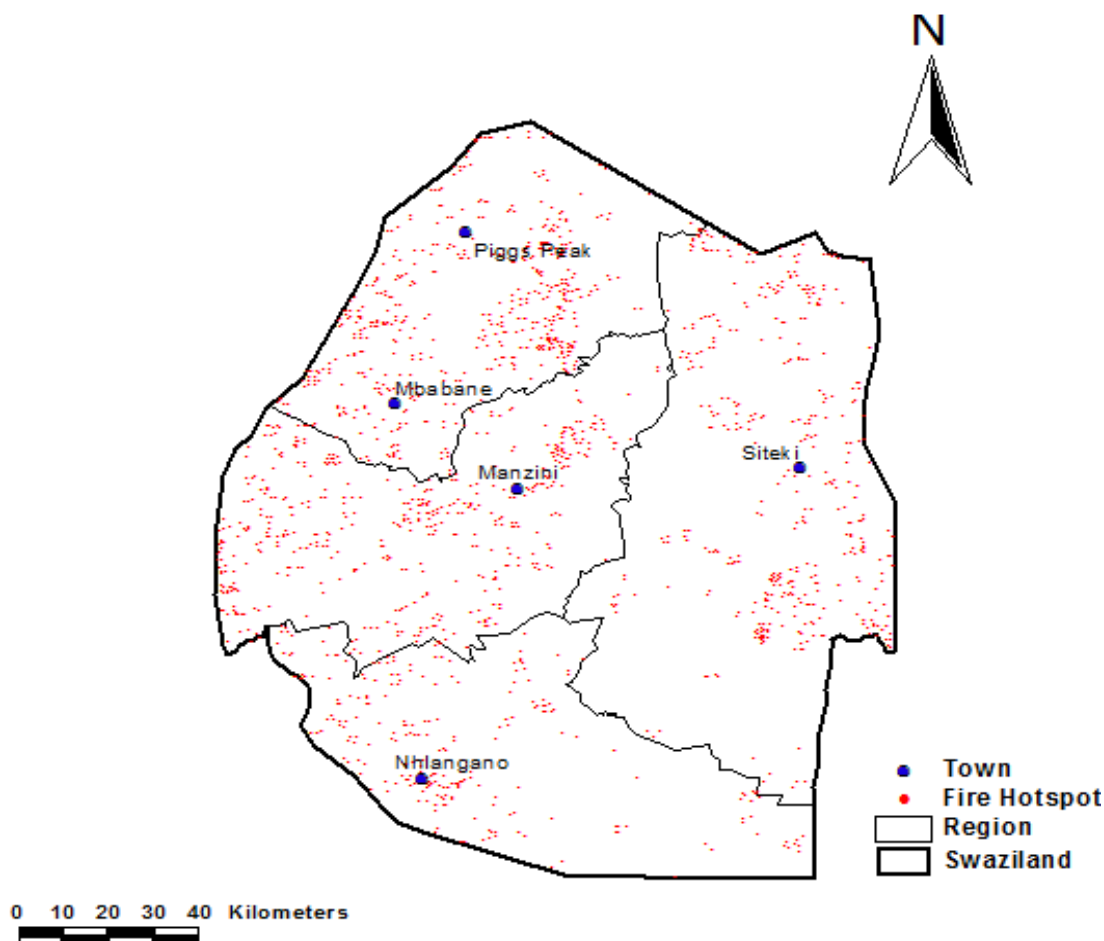 N
Piggs Peak
Mbabane
Siteki
Manzini
Nhlangano
Town
Fire Hotspot
Region
Swaziland
0 10 20 30 40 Kilometers